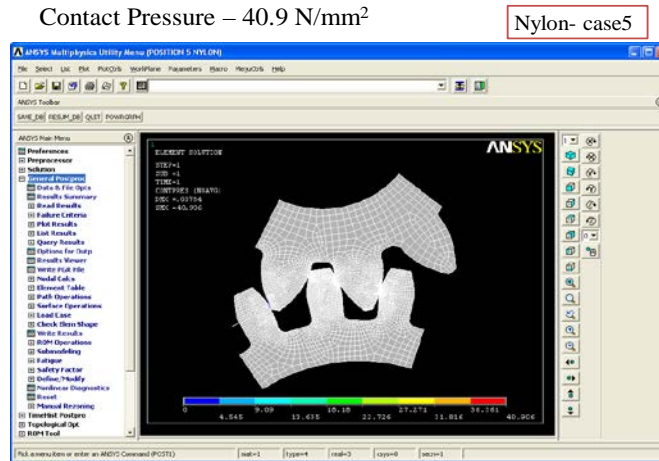 Contact Pressure – 40.9 N/mm²
Nylon- case5
ANSYS Multiphysics Utility Menu (POSITION 5 NYLON)
File Select List Plot PlotCtrls WorkPlane Parameters Macro MenuCtrls Help
ANSYS Toolbar
SAVE_DB RESUM_DB QUIT POWRGRPH
ANSYS Main Menu
Preferences
Preprocessor
Solution
General Postproc
Data & File Opts
Results Summary
Read Results
Failure Criteria
Plot Results
List Results
Query Results
Options for Outp
Results Viewer
Write PGR File
Nodal Calcs
Element Table
Path Operations
Surface Operations
Load Case
Check Elem Shape
Write Results
ROM Operations
Submodeling
Fatigue
Safety Factor
Define/Modify
Nonlinear Diagnostics
Reset
Manual Rezoning
TimeHist Postpro
Topological Opt
ROM Tool
1
ELEMENT SOLUTION
STEP=1
SUB =1
TIME=1
CONTPRES (NOAVG)
DMX =.03784
SMX =40.906
ANSYS
0 9.09 18.18 27.271 36.361
4.545 13.635 22.726 31.816 40.906
Pick a menu item or enter an ANSYS Command (POST1)
mat=1 type=4 real=3 csys=0 secn=1